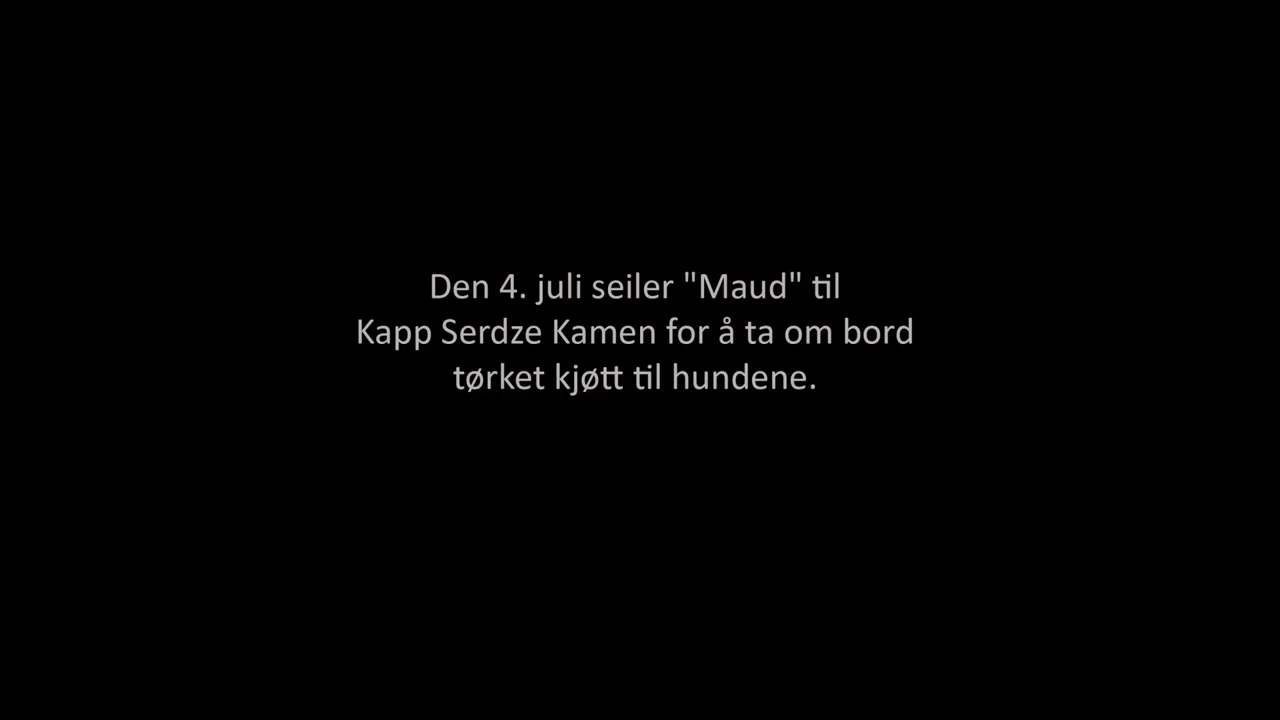 Den 4. juli seiler "Maud" til
Kapp Serdze Kamen for å ta om bord
tørket kjøtt til hundene.